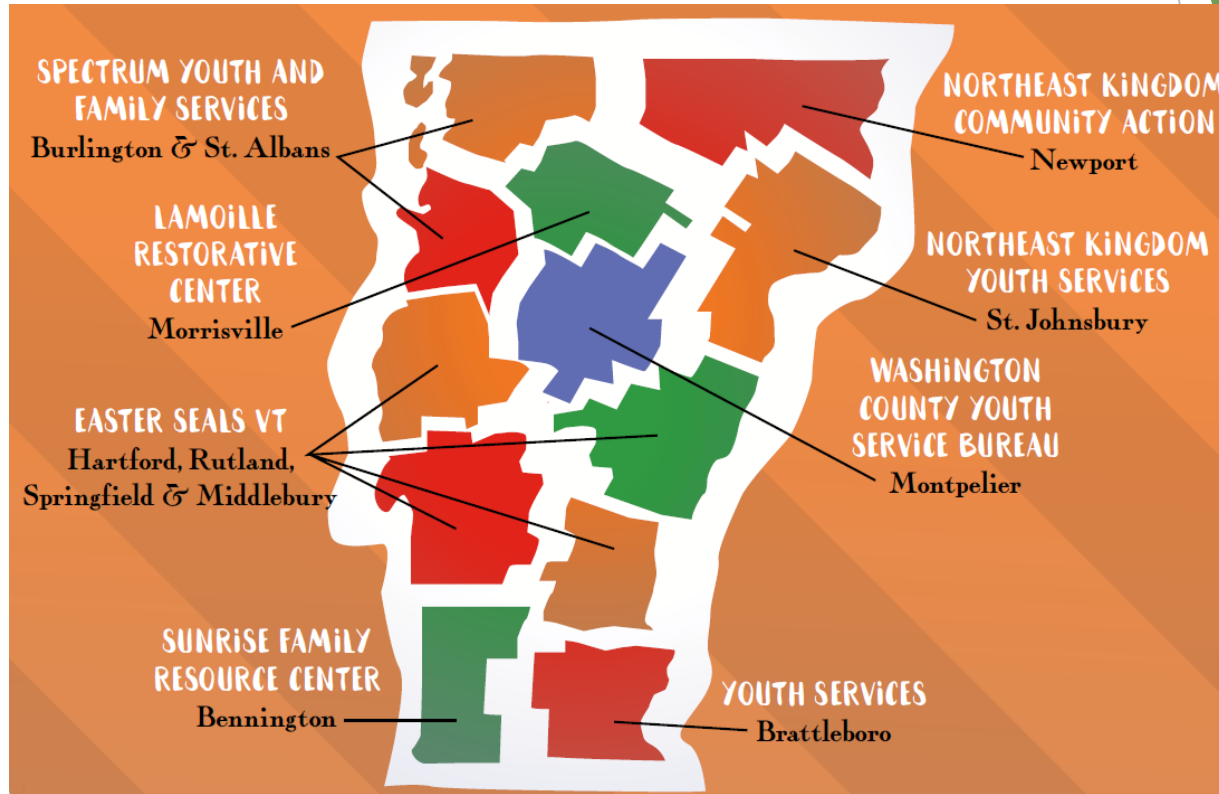 SPECTRUM YOUTH AND
FAMILY SERVICES
Burlington & St. Albans
LAMOILLE
RESTORATIVE
CENTER
Morrisville
EASTER SEALS VT
Hartford, Rutland,
Springfield & Middlebury
SUNRISE FAMILY
RESOURCE CENTER
Bennington
NORTHEAST KINGDOM
COMMUNITY ACTION
Newport
NORTHEAST KINGDOM
YOUTH SERVICES
St. Johnsbury
WASHINGTON
COUNTY YOUTH
SERVICE BUREAU
Montpelier
YOUTH SERVICES
Brattleboro